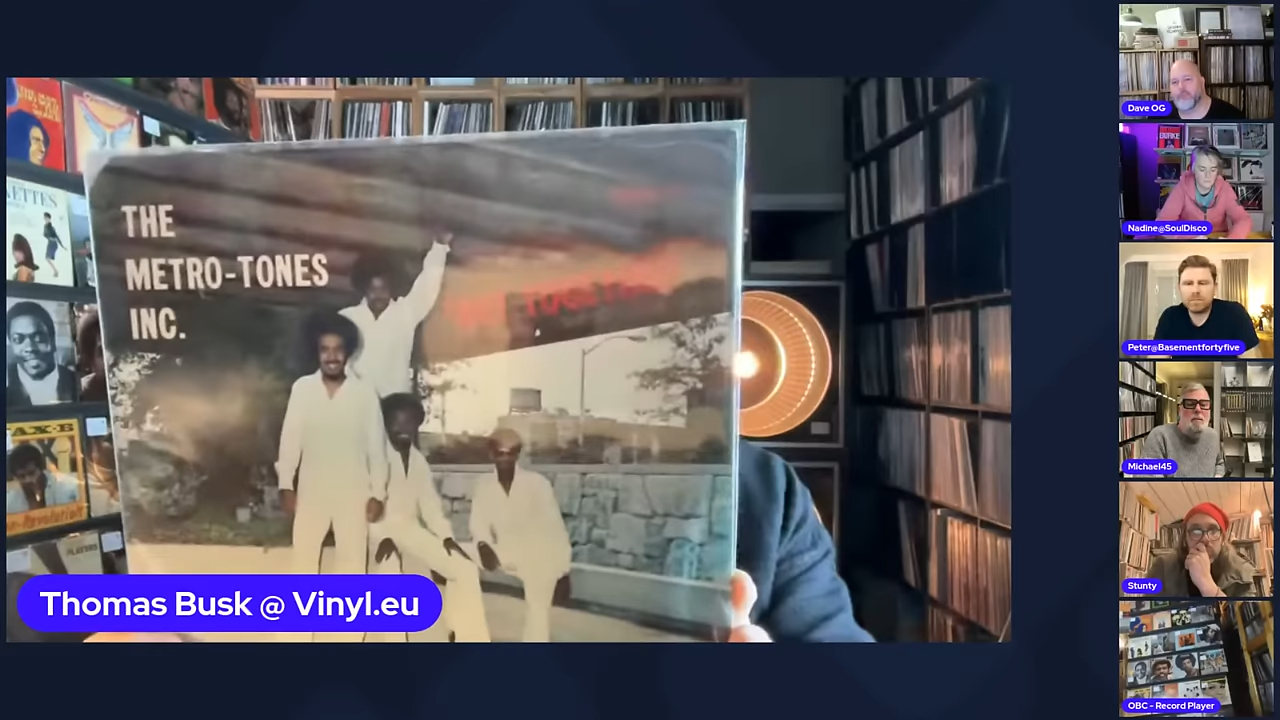 THE
METRO-TONES
INC.
TOGETHER
Thomas Busk @ Vinyl.eu
Dave OG
Nadine@SoulDisco
Peter@Basementfortyfive
Michael45
Stunty
OBC - Record Player